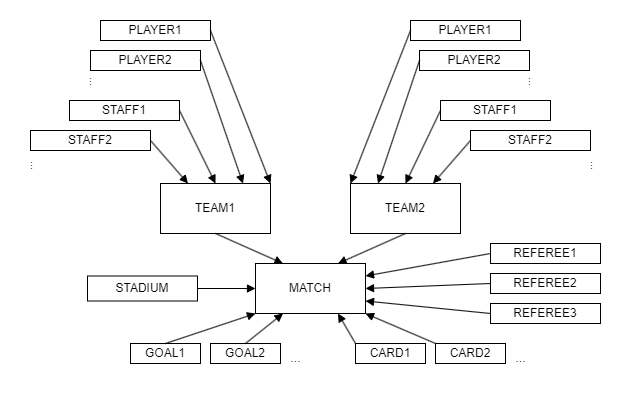 PLAYER1
PLAYER1
PLAYER2
PLAYER2
⋮
⋮
STAFF1
STAFF1
STAFF2
STAFF2
⋮
⋮
TEAM1
TEAM2
REFEREE1
STADIUM
MATCH
REFEREE2
REFEREE3
GOAL1
GOAL2
...
CARD1
CARD2
...